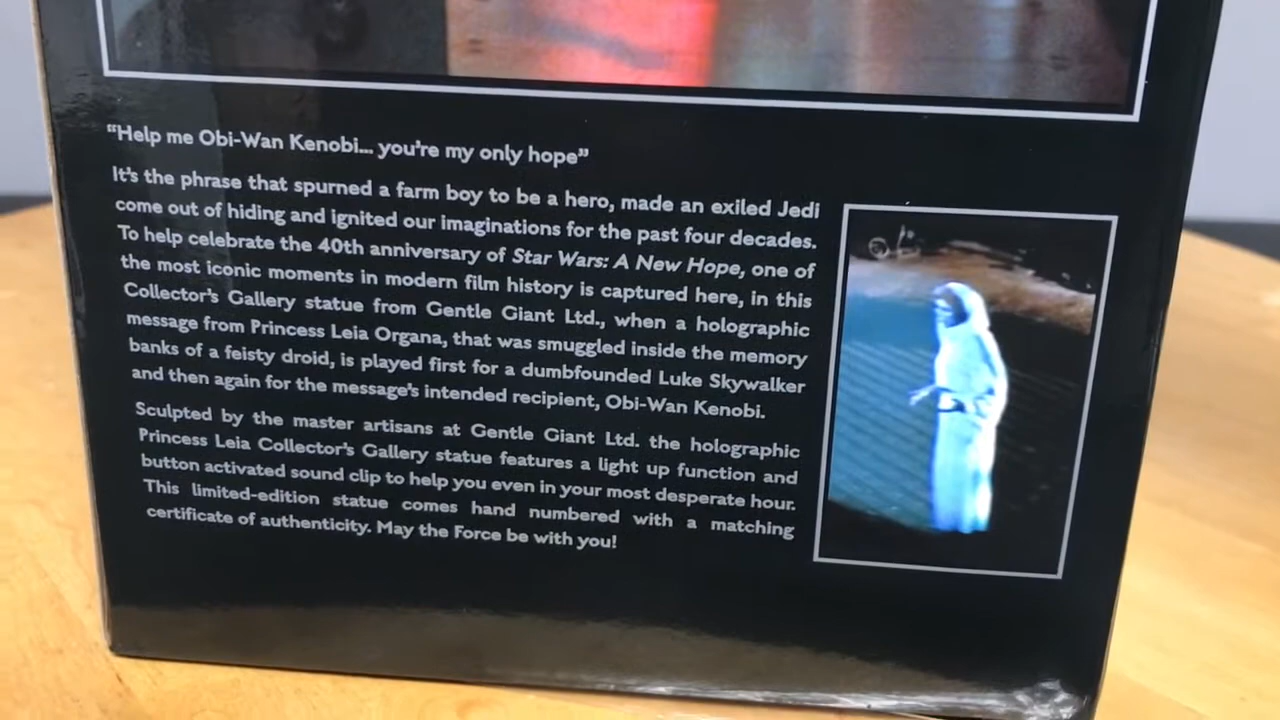 “Help me Obi-Wan Kenobi... you’re my only hope”
It’s the phrase that spurned a farm boy to be a hero, made an exiled Jedi
come out of hiding and ignited our imaginations for the past four decades.
To help celebrate the 40th anniversary of Star Wars: A New Hope, one of
the most iconic moments in modern film history is captured here, in this
Collector’s Gallery statue from Gentle Giant Ltd., when a holographic
message from Princess Leia Organa, that was smuggled inside the memory
banks of a feisty droid, is played first for a dumbfounded Luke Skywalker
and then again for the message’s intended recipient, Obi-Wan Kenobi.
Sculpted by the master artisans at Gentle Giant Ltd. the holographic
Princess Leia Collector’s Gallery statue features a light up function and
button activated sound clip to help you even in your most desperate hour.
This limited-edition statue comes hand numbered with a matching
certificate of authenticity. May the Force be with you!